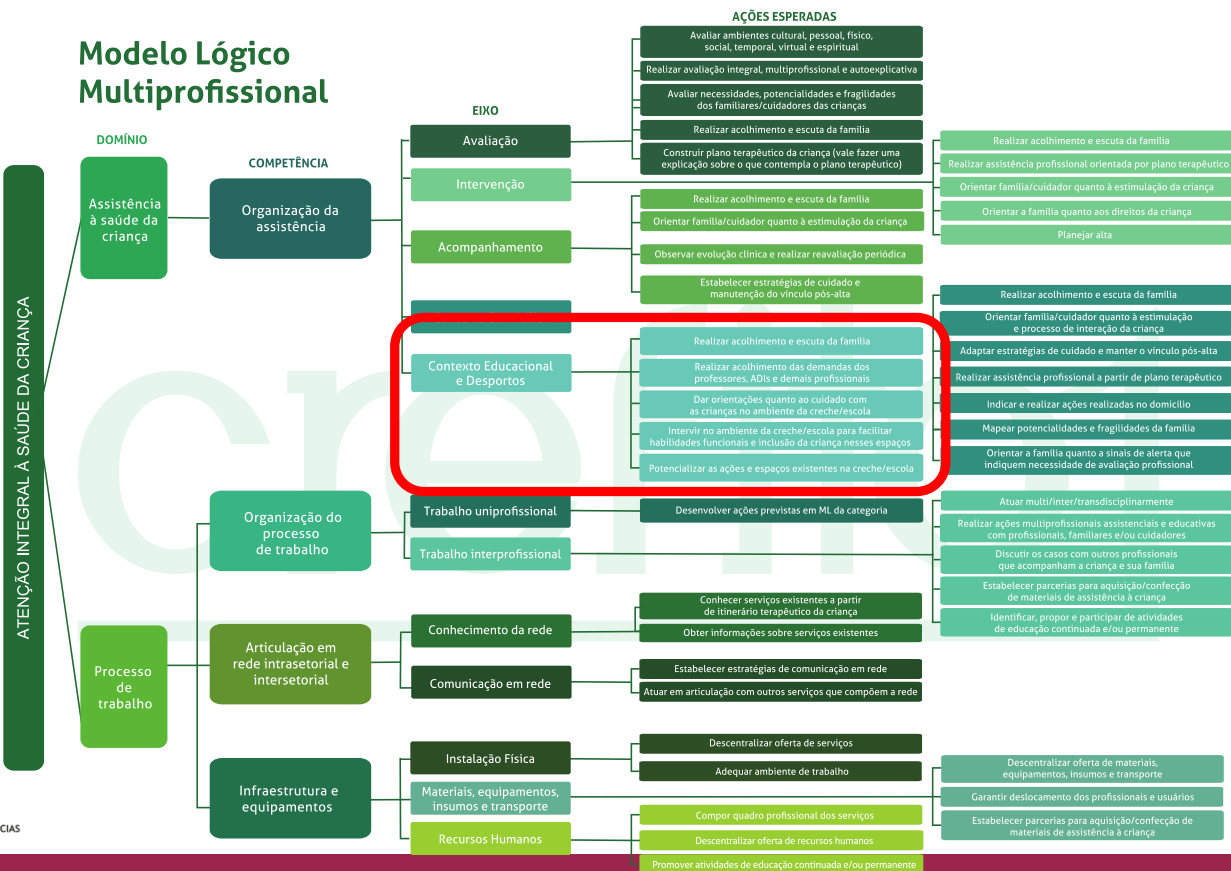 Modelo Lógico
Multiprofissional
DOMÍNIO
COMPETÊNCIA
EIXO
AÇÕES ESPERADAS
ATENÇÃO INTEGRAL À SAÚDE DA CRIANÇA
Assistência
à saúde da
criança
Organização da
assistência
Avaliação
Avaliar ambientes cultural, pessoal, físico,
social, temporal, virtual e espiritual
Realizar avaliação integral, multiprofissional e autoexplicativa
Avaliar necessidades, potencialidades e fragilidades
dos familiares/cuidadores das crianças
Realizar acolhimento e escuta da família
Construir plano terapêutico da criança (vale fazer uma
explicação sobre o que contempla o plano terapêutico)
Intervenção
Realizar acolhimento e escuta da família
Realizar assistência profissional orientada por plano terapêutico
Orientar família/cuidador quanto à estimulação da criança
Orientar a família quanto aos direitos da criança
Planejar alta
Acompanhamento
Realizar acolhimento e escuta da família
Orientar família/cuidador quanto à estimulação da criança
Observar evolução clínica e realizar reavaliação periódica
Estabelecer estratégias de cuidado e
manutenção do vínculo pós-alta
Realizar acolhimento e escuta da família
Orientar família/cuidador quanto à estimulação
e processo de interação da criança
Adaptar estratégias de cuidado e manter o vínculo pós-alta
Realizar assistência profissional a partir de plano terapêutico
Indicar e realizar ações realizadas no domicílio
Mapear potencialidades e fragilidades da família
Orientar a família quanto a sinais de alerta que
indiquem necessidade de avaliação profissional
Contexto Educacional
e Desportos
Realizar acolhimento e escuta da família
Realizar acolhimento das demandas dos
professores, ADIs e demais profissionais
Dar orientações quanto ao cuidado com
as crianças no ambiente da creche/escola
Intervir no ambiente da creche/escola para facilitar
habilidades funcionais e inclusão da criança nesses espaços
Potencializar as ações e espaços existentes na creche/escola
Processo
de
trabalho
Organização do
processo
de trabalho
Trabalho uniprofissional
Desenvolver ações previstas em ML da categoria
Trabalho interprofissional
Atuar multi/inter/transdisciplinarmente
Realizar ações multiprofissionais assistenciais e educativas
com profissionais, familiares e/ou cuidadores
Discutir os casos com outros profissionais
que acompanham a criança e sua família
Estabelecer parcerias para aquisição/confecção
de materiais de assistência à criança
Identificar, propor e participar de atividades
de educação continuada e/ou permanente
Articulação em
rede intrasetorial e
intersetorial
Conhecimento da rede
Conhecer serviços existentes a partir
de itinerário terapêutico da criança
Obter informações sobre serviços existentes
Comunicação em rede
Estabelecer estratégias de comunicação em rede
Atuar em articulação com outros serviços que compõem a rede
Infraestrutura e
equipamentos
Instalação Física
Descentralizar oferta de serviços
Adequar ambiente de trabalho
Materiais, equipamentos,
insumos e transporte
Descentralizar oferta de materiais,
equipamentos, insumos e transporte
Garantir deslocamento dos profissionais e usuários
Estabelecer parcerias para aquisição/confecção de
materiais de assistência à criança
Recursos Humanos
Compor quadro profissional dos serviços
Descentralizar oferta de recursos humanos
Promover atividades de educação continuada e/ou permanente
CIAS